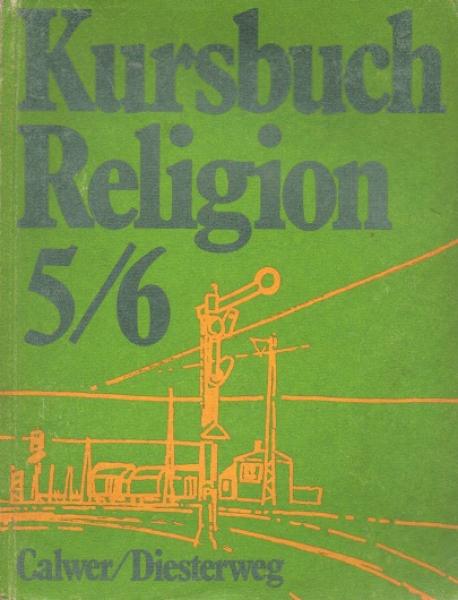 Kursbuch
Religion
5/6
Calwer/Diesterweg